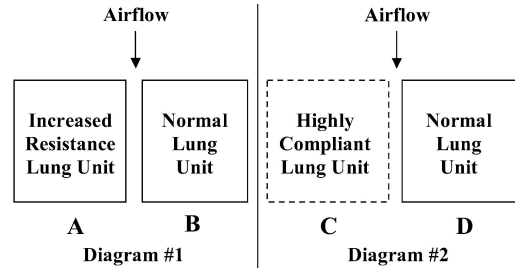 Airflow
Increased
Resistance
Lung Unit
Normal
Lung
Unit
A
B
Diagram #1
Airflow
Highly
Compliant
Lung Unit
Normal
Lung
Unit
C
D
Diagram #2